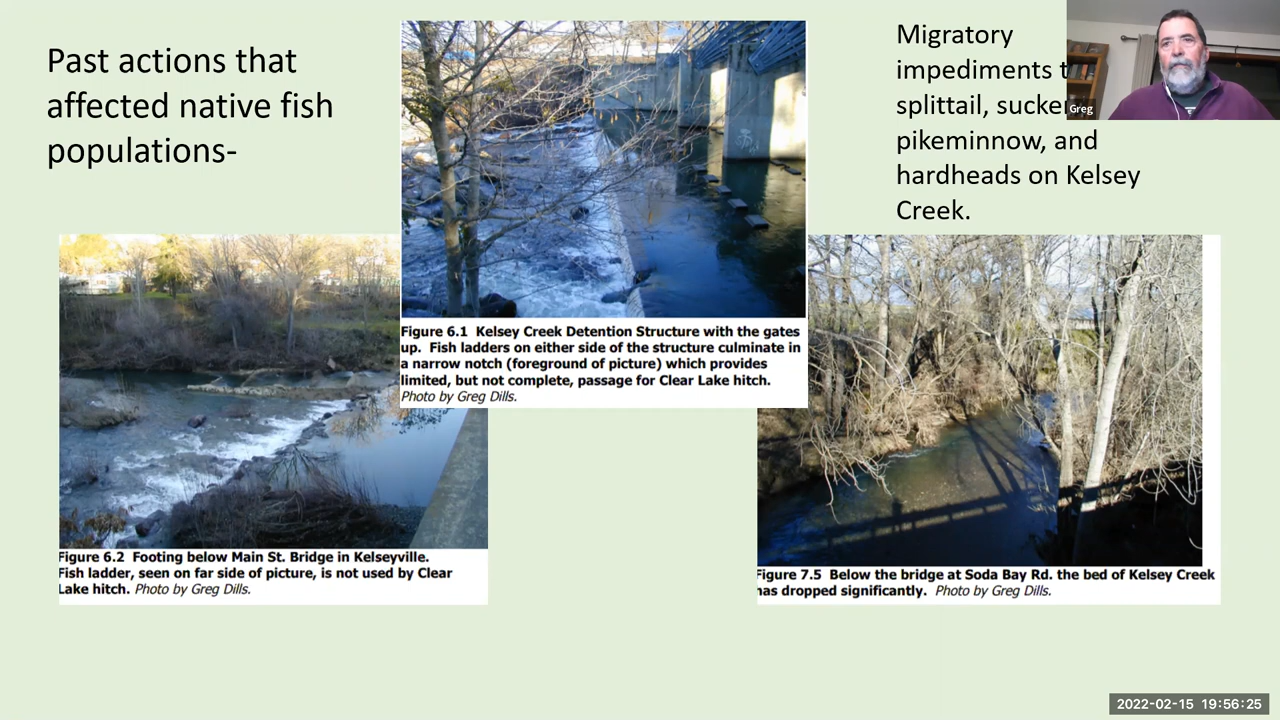 Past actions that
affected native fish
populations-
Migratory
impediments
splittail,
pikeminnow, and
hardheads on Kelsey
Creek.
Greg
Figure 6.1 Kelsey Creek Detention Structure with the gates
up. Fish ladders on either side of the structure culminate in
a narrow notch (foreground of picture) which provides
limited, but not complete, passage for Clear Lake hitch.
Photo by Greg Dills.
Figure 6.2 Footing below Main St. Bridge in Kelseyville.
Fish ladder, seen on far side of picture, is not used by Clear
Lake hitch. Photo by Greg Dills.
Figure 7.5 Below the bridge at Soda Bay Rd. the bed of Kelsey Creek
has dropped significantly. Photo by Greg Dills.
2022-02-15 19:56:25